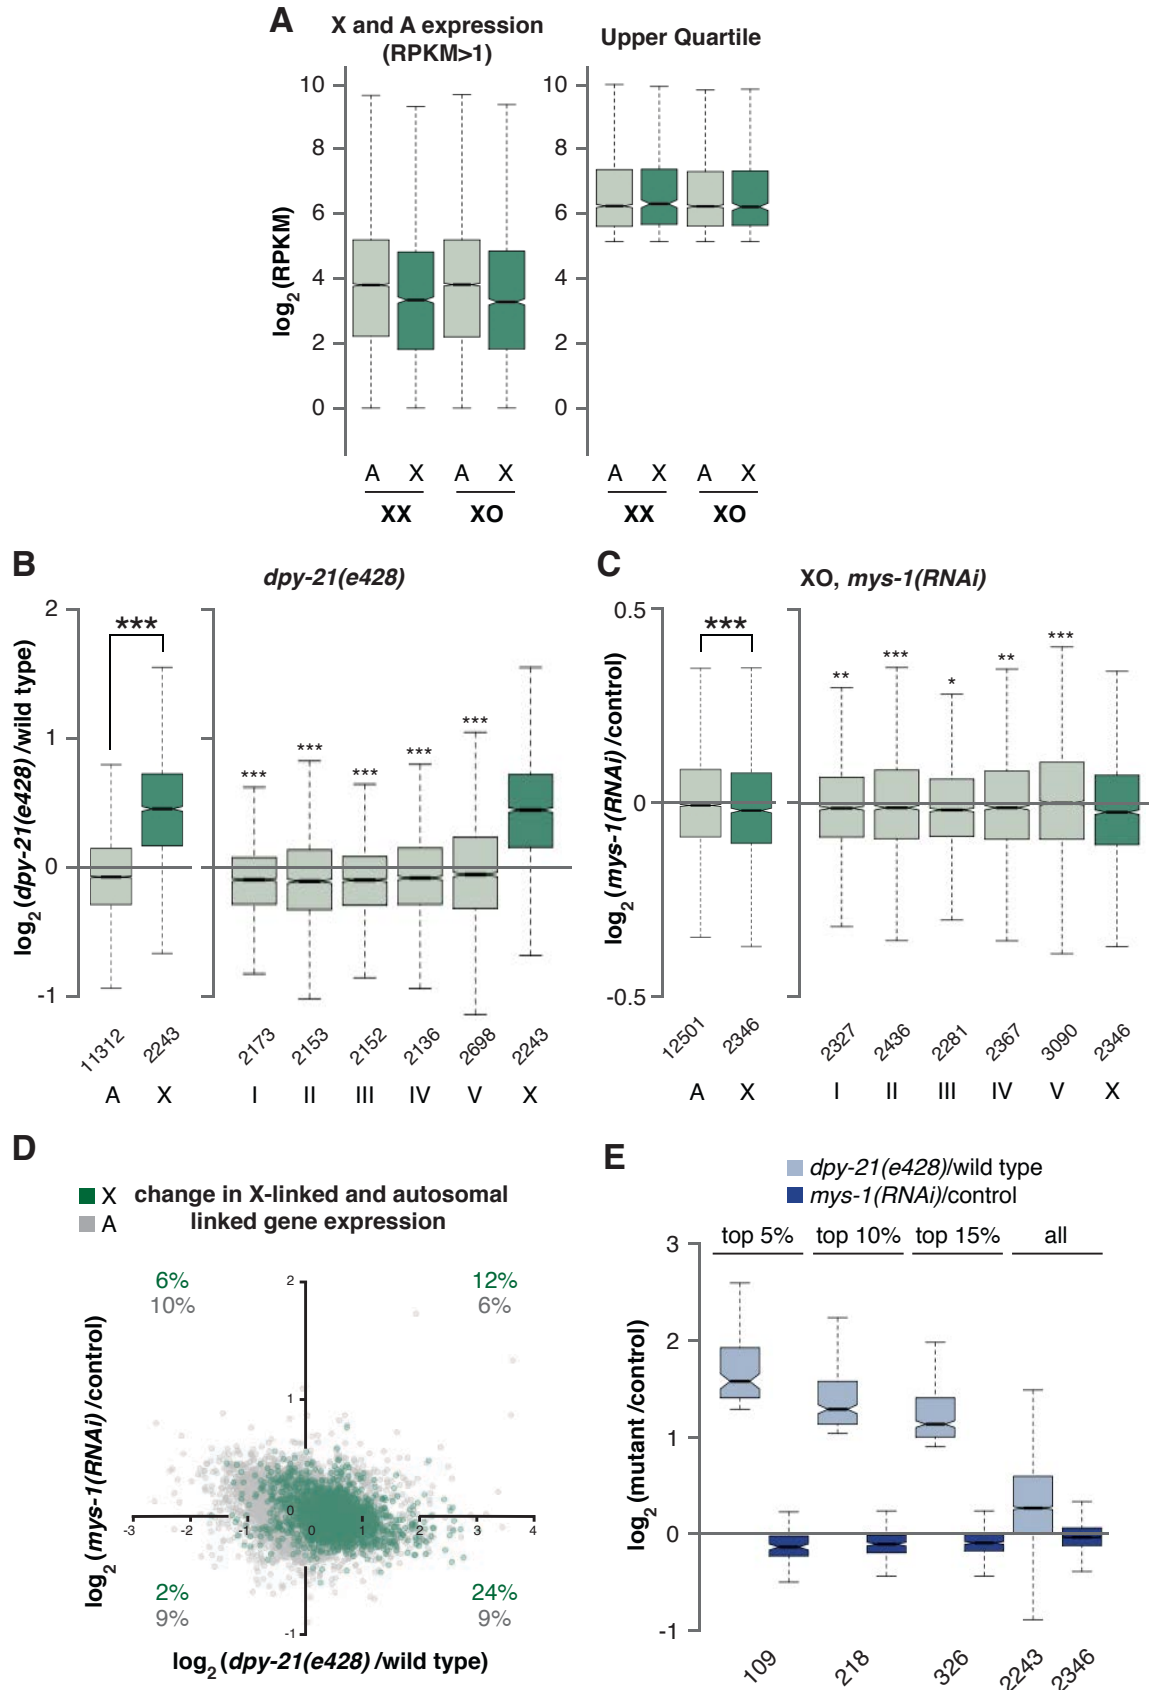 A
X and A expression
(RPKM>1)
Upper Quartile
log2 (RPKM)
10
8
6
4
2
0
10
8
6
4
2
0
A X A X
XX XO
A X A X
XX XO
B
dpy-21(e428)
log2 (dpy-21(e428) /wild type)
2
1
0
-1
***
*** *** *** *** ***
11312 2243
2173 2153 2152 2136 2698 2243
A X
I II III IV V X
C
XO, mys-1(RNAi)
log2 (mys-1(RNAi) /control)
0.5
0
-0.5
***
** *** * ** ***
12501 2346
2327 2436 2281 2367 3090 2346
A X
I II III IV V X
D
X
A
change in X-linked and autosomal
linked gene expression
6%
10%
12%
6%
log2 (mys-1(RNAi) /control)
2
1
0
-3 -2 -1 0 1 2 3 4
-1
2%
9%
24%
9%
log2 (dpy-21(e428) /wild type)
E
dpy-21(e428)/wild type
mys-1(RNAi)/control
top 5% top 10% top 15% all
log2 (mutant /control)
3
2
1
0
-1
109 218 326 2243 2346